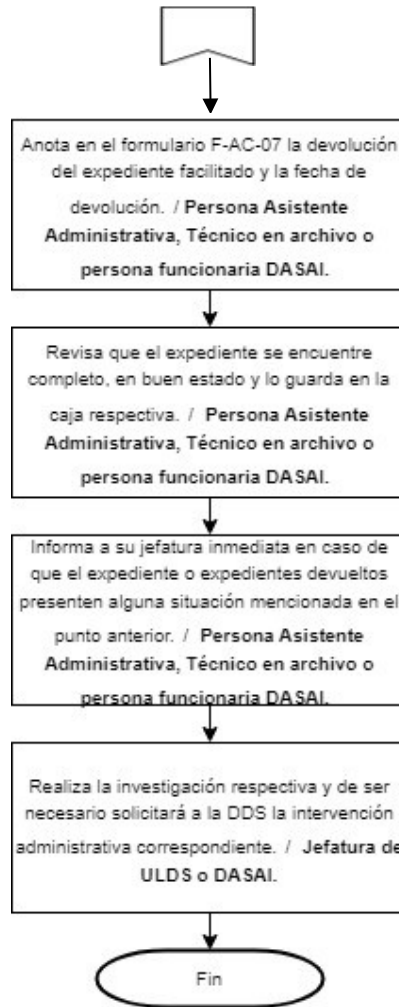 Anota en el formulario F-AC-07 la devolución
del expediente facilitado y la fecha de
devolución. / Persona Asistente
Administrativa, Técnico en archivo o
persona funcionaria DASAI.
Revisa que el expediente se encuentre
completo, en buen estado y lo guarda en la
caja respectiva. / Persona Asistente
Administrativa, Técnico en archivo o
persona funcionaria DASAI.
Informa a su jefatura inmediata en caso de
que el expediente o expedientes devueltos
presenten alguna situación mencionada en el
punto anterior. / Persona Asistente
Administrativa, Técnico en archivo o
persona funcionaria DASAI.
Realiza la investigación respectiva y de ser
necesario solicitará a la DDS la intervención
administrativa correspondiente. / Jefatura de
ULDS o DASAI.
Fin